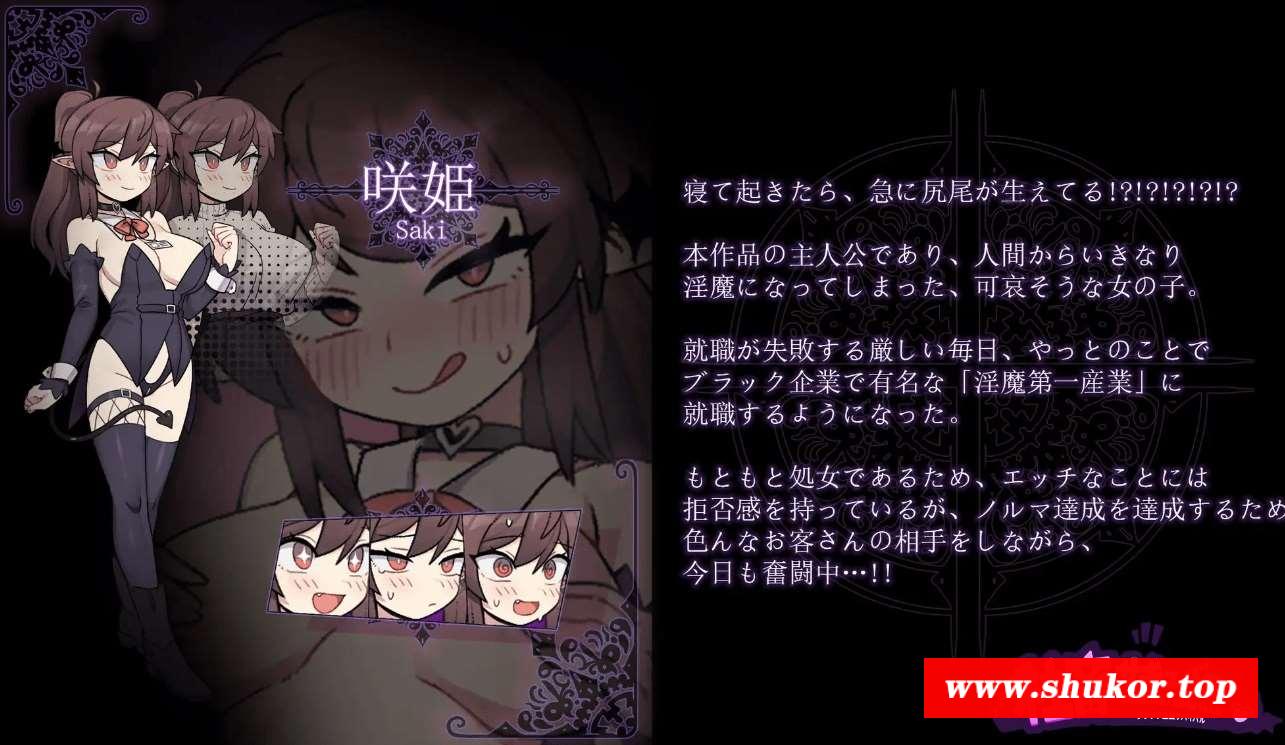 咲姫
Saki
寝て起きたら、急に尻尾が生えてる!?!?!?!?!?
本作品の主人公であり、人間からいきなり
淫魔になってしまった、可哀そうな女の子。
就職が失敗する厳しい毎日、やっとのことで
ブラック企業で有名な「淫魔第一産業」に
就職するようになった。
もともと処女であるため、エッチなことには
拒否感を持っているが、ノルマ達成を達成するため
色んなお客さんの相手をしながら、
今日も奮闘中…!!
www.shukor.top